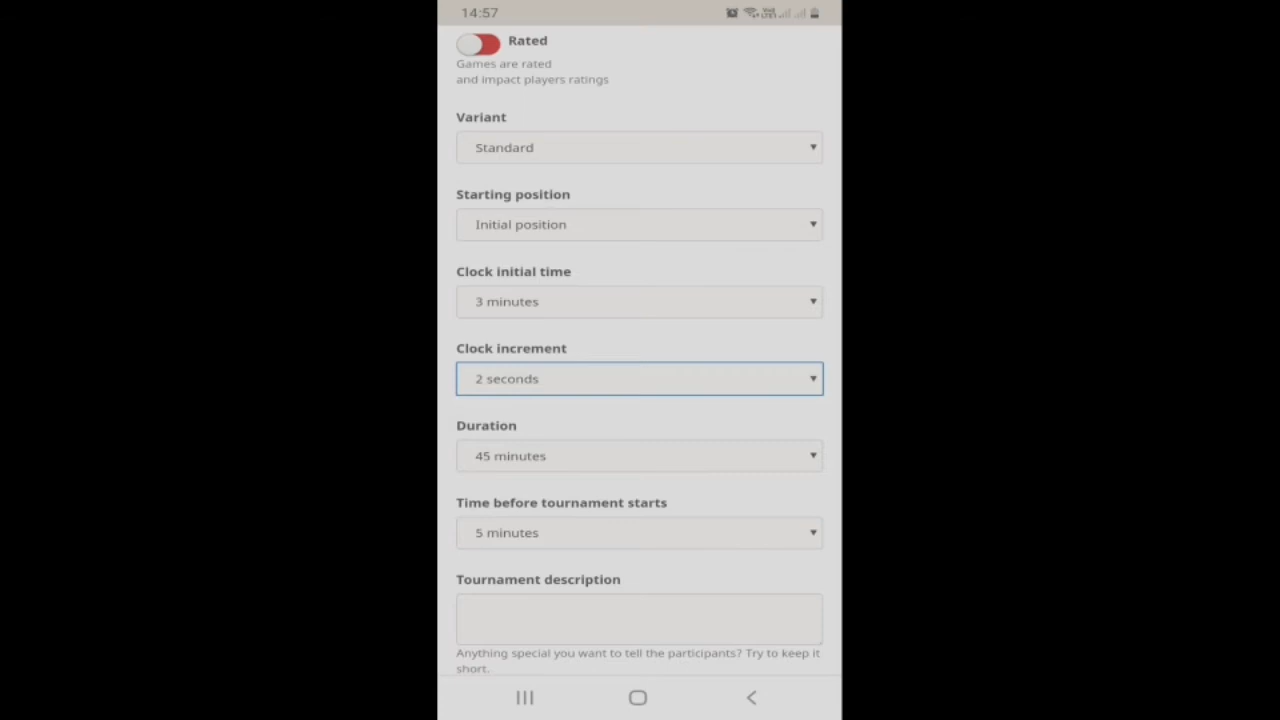 14:57
Rated
Games are rated
and impact players ratings
Variant
Standard
Starting position
Initial position
Clock initial time
3 minutes
Clock increment
2 seconds
Duration
45 minutes
Time before tournament starts
5 minutes
Tournament description
Anything special you want to tell the participants? Try to keep it
short.